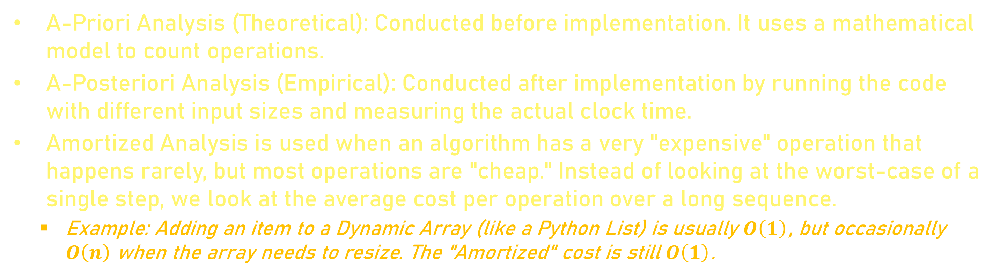 • A-Priori Analysis (Theoretical): Conducted before implementation. It uses a mathematical
model to count operations.
• A-Posteriori Analysis (Empirical): Conducted after implementation by running the code
with different input sizes and measuring the actual clock time.
• Amortized Analysis is used when an algorithm has a very "expensive" operation that
happens rarely, but most operations are "cheap." Instead of looking at the worst-case of a
single step, we look at the average cost per operation over a long sequence.
▪ Example: Adding an item to a Dynamic Array (like a Python List) is usually O(1), but occasionally
O(n) when the array needs to resize. The "Amortized" cost is still O(1).